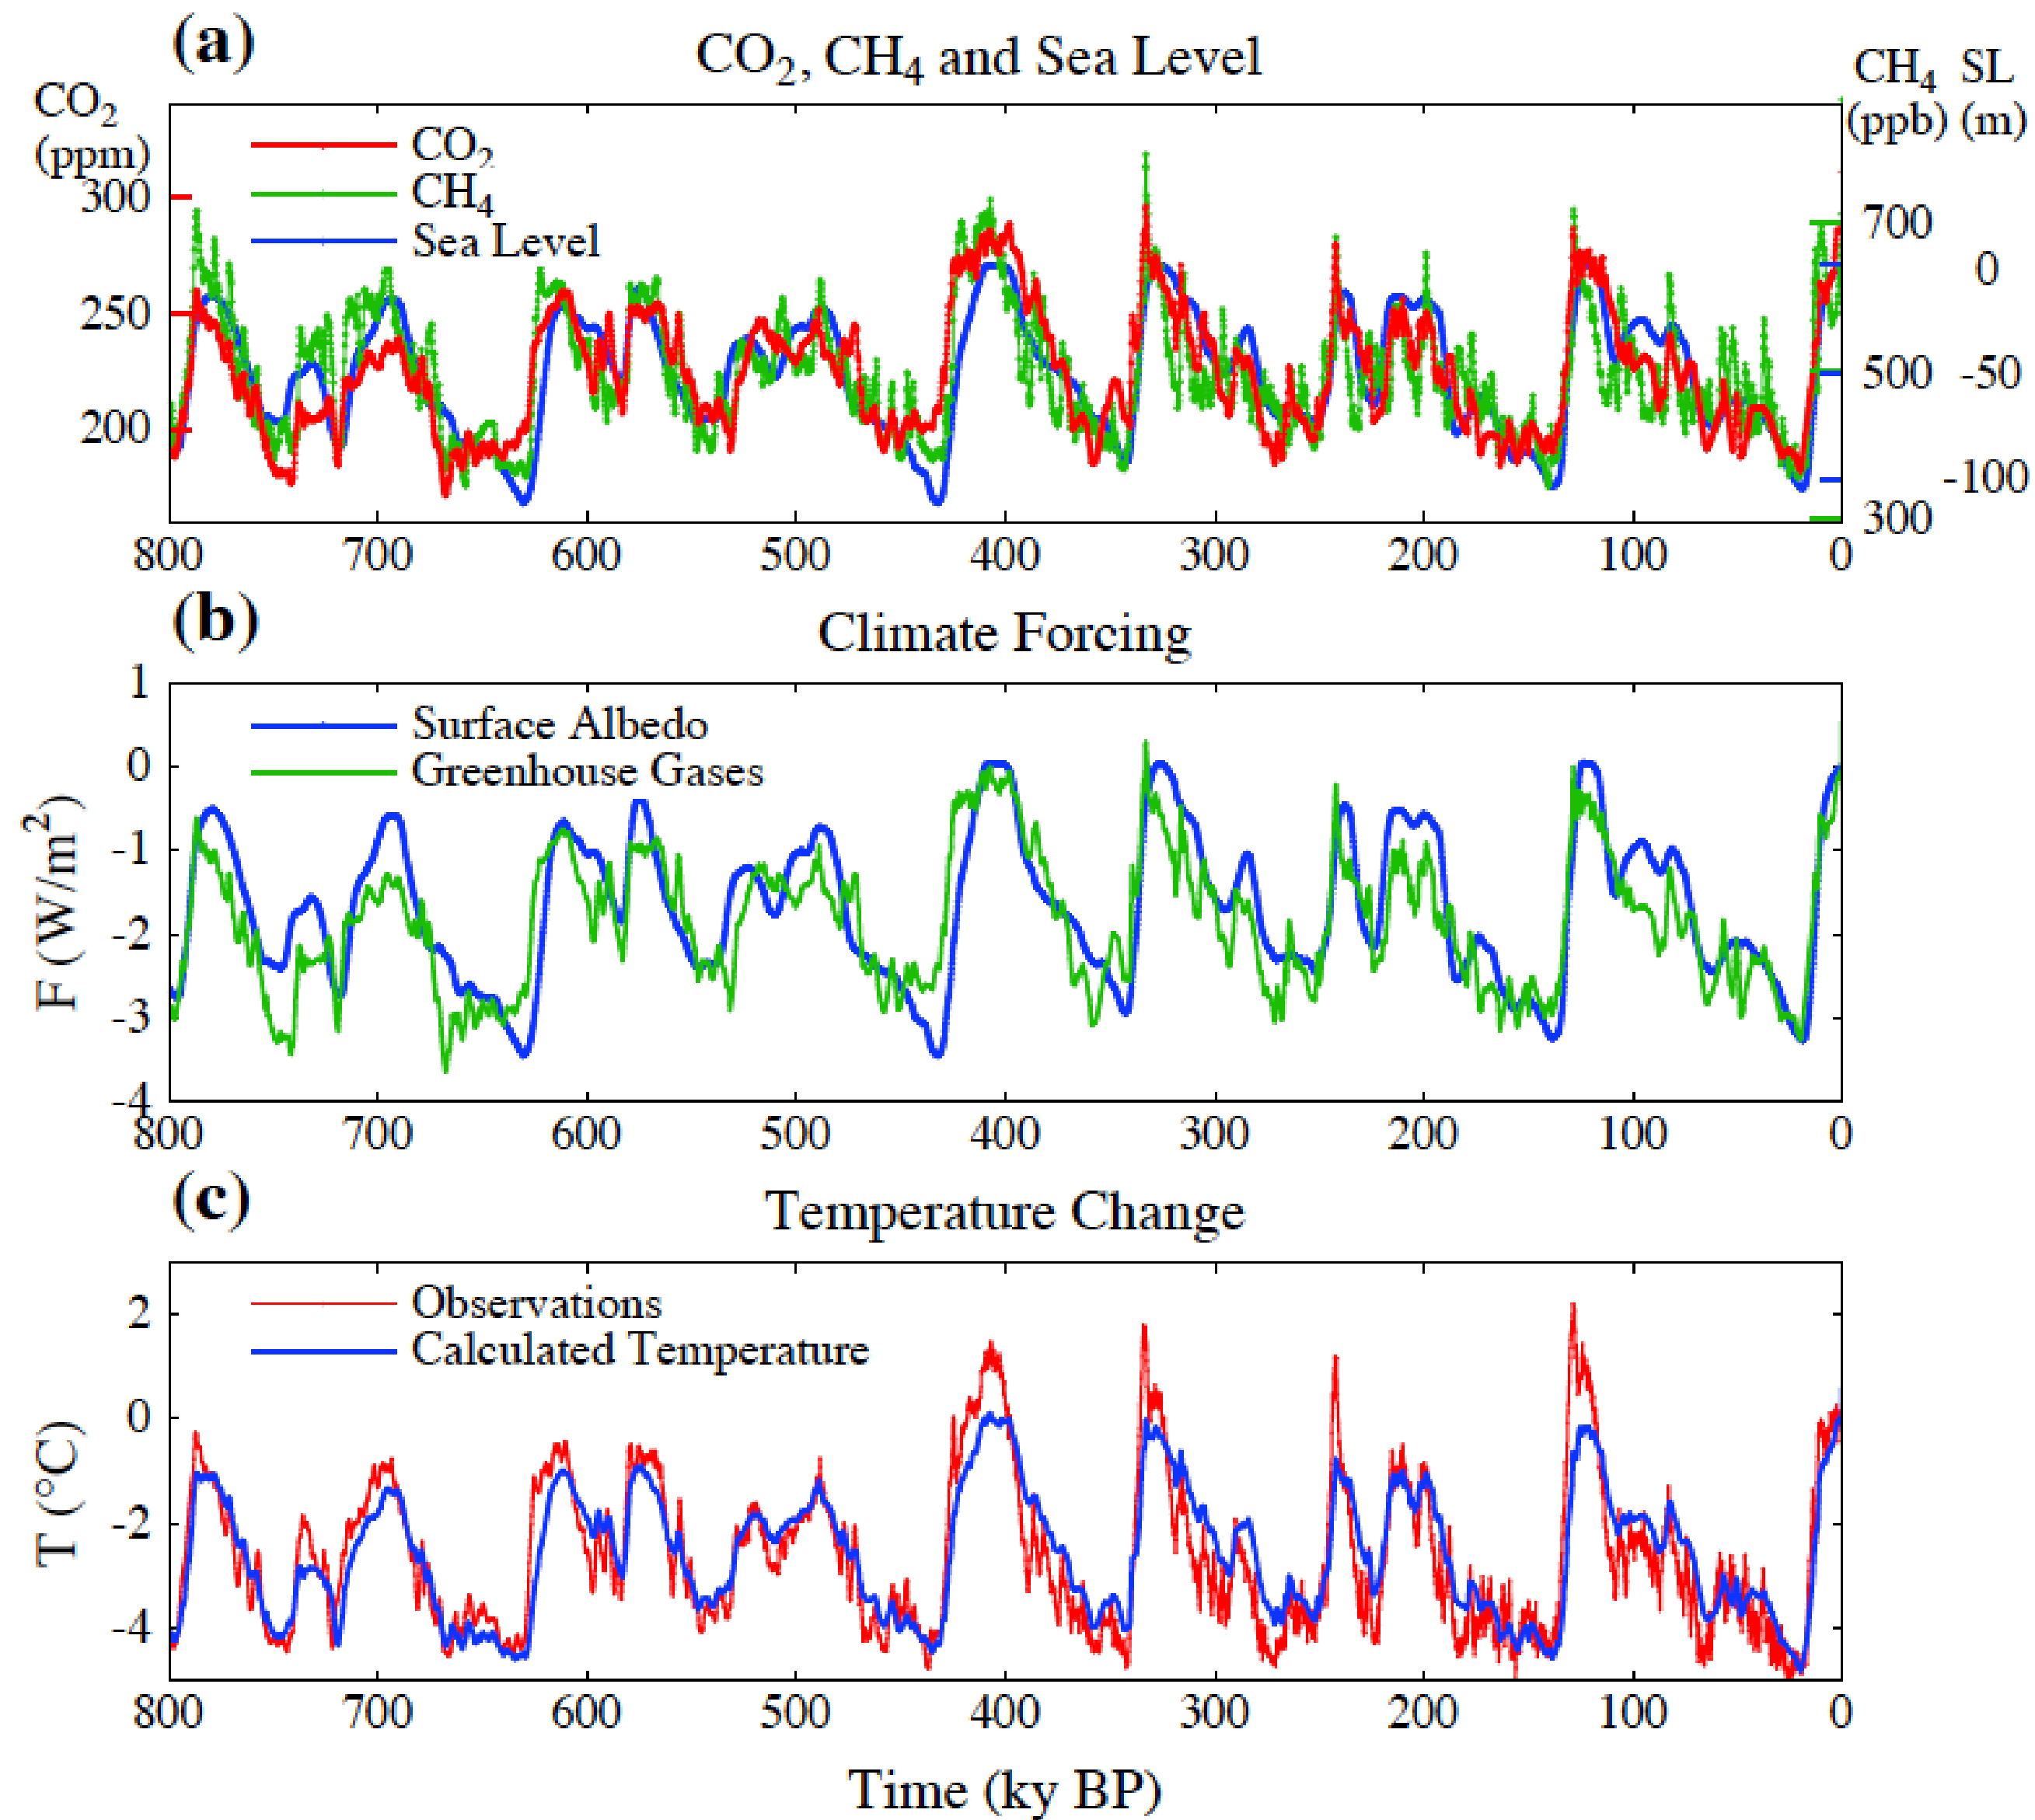 (a)
CO2, CH4 and Sea Level
CO2
(ppm)
CH4 SL
(ppb) (m)
CO2
CH4
Sea Level
300
250
200
700
500
300
0
-50
-100
800 700 600 500 400 300 200 100 0
(b)
Climate Forcing
Surface Albedo
Greenhouse Gases
F (W/m2)
1
0
-1
-2
-3
-4
800 700 600 500 400 300 200 100 0
(c)
Temperature Change
Observations
Calculated Temperature
T (°C)
2
0
-2
-4
800 700 600 500 400 300 200 100 0
Time (ky BP)